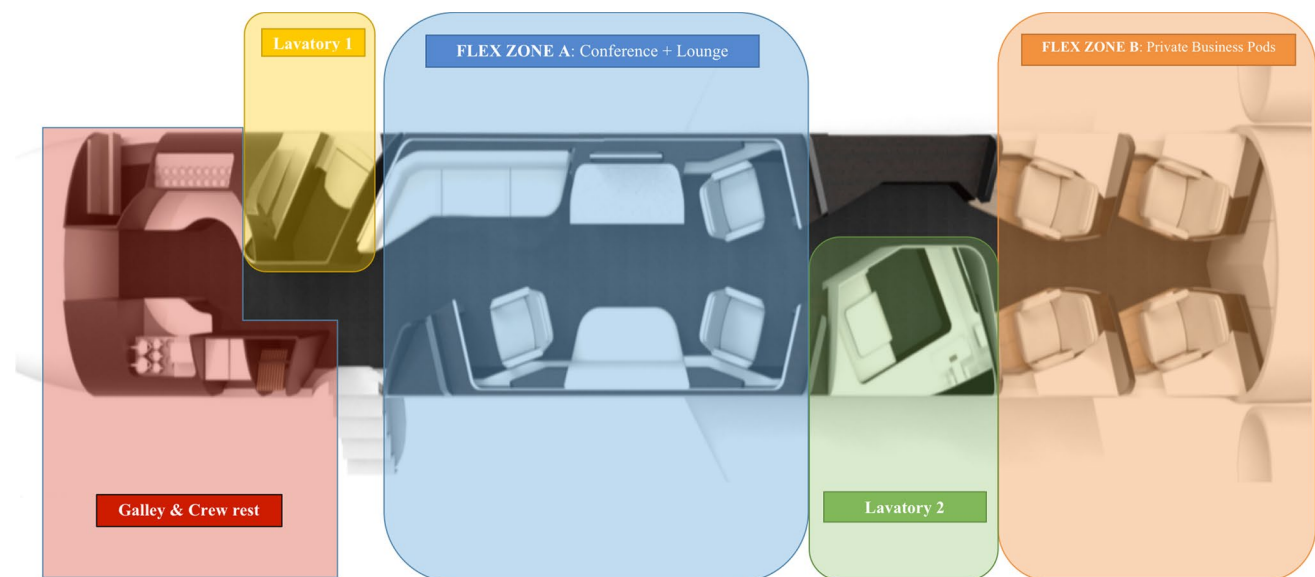 Lavatory 1
FLEX ZONE A: Conference + Lounge
FLEX ZONE B: Private Business Pods
Galley & Crew rest
Lavatory 2